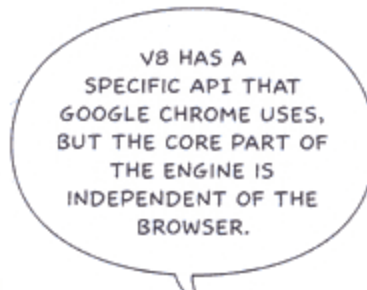 V8 HAS A
SPECIFIC API THAT
GOOGLE CHROME USES,
BUT THE CORE PART OF
THE ENGINE IS
INDEPENDENT OF THE
BROWSER.